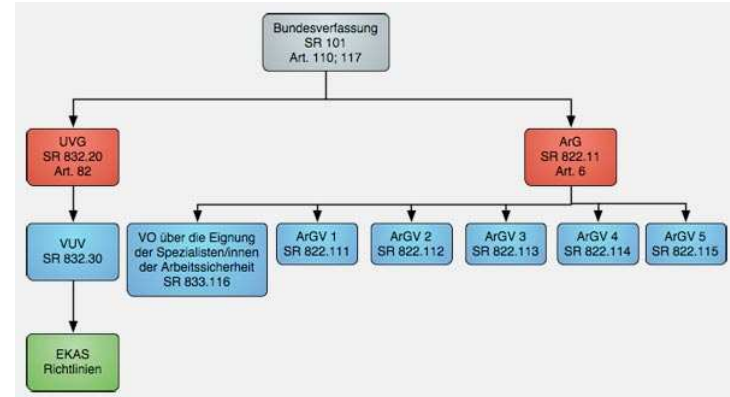 Bundesverfassung
SR 101
Art. 110; 117
UVG
SR 832.20
Art. 82
ArG
SR 822.11
Art. 6
VUV
SR 832.30
VO über die Eignung
der Spezialisten/innen
der Arbeitssicherheit
SR 833.116
ArGV 1
SR 822.111
ArGV 2
SR 822.112
ArGV 3
SR 822.113
ArGV 4
SR 822.114
ArGV 5
SR 822.115
EKAS
Richtlinien